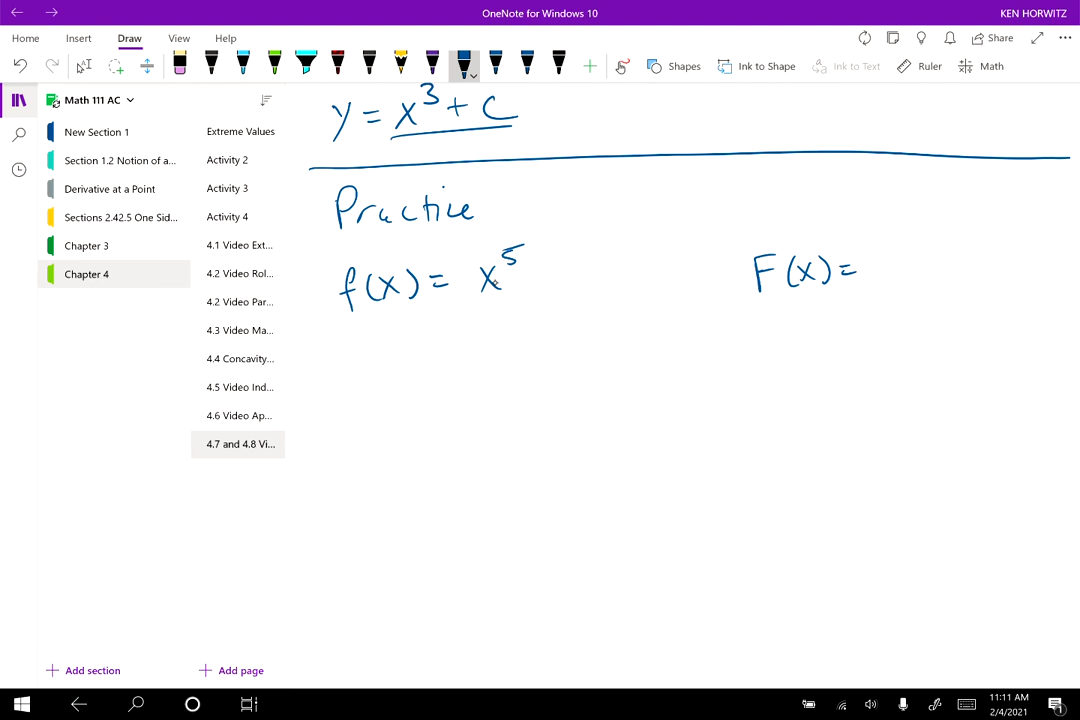 OneNote for Windows 10
KEN HORWITZ
Home Insert Draw View Help
Share
Shapes
Ink to Shape
Ink to Text
Ruler
Math
Math 111 AC
New Section 1
Section 1.2 Notion of a...
Derivative at a Point
Sections 2.42.5 One Sid...
Chapter 3
Chapter 4
Extreme Values
Activity 2
Activity 3
Activity 4
4.1 Video Ext...
4.2 Video Rol...
4.2 Video Par...
4.3 Video Ma...
4.4 Concavity...
4.5 Video Ind...
4.6 Video Ap...
4.7 and 4.8 Vi...
y = x³ + C
Practice
f(x) = x⁵ F(x) =
+ Add section
+ Add page
11:11 AM
2/4/2021
1